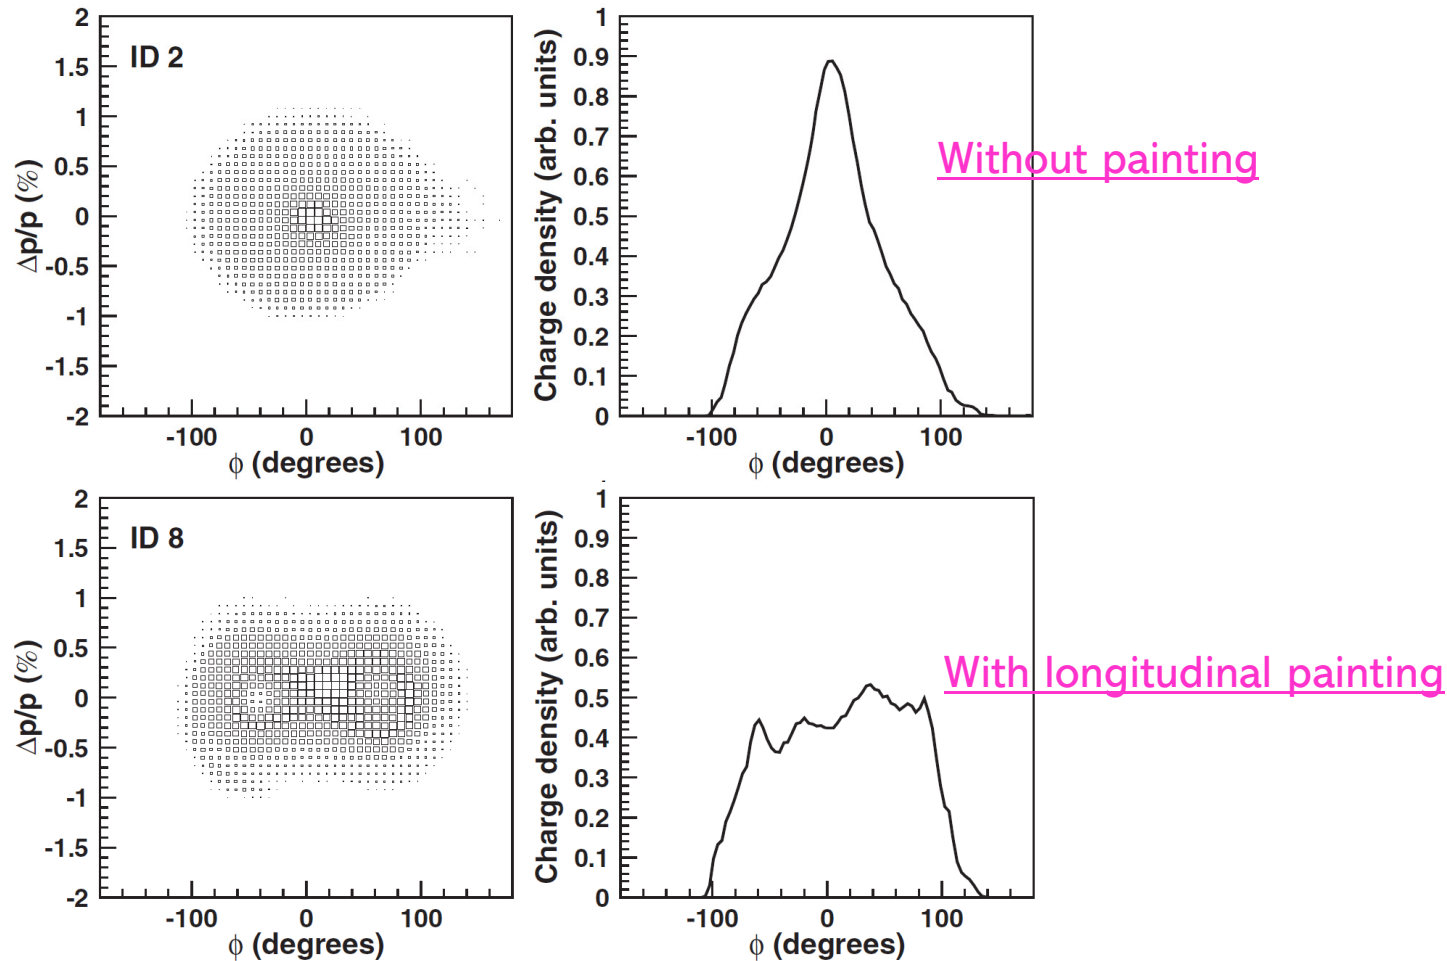 ID 2
Δp/p (%)
2
1.5
1
0.5
0
-0.5
-1
-1.5
-2
-100 0 100
ϕ (degrees)
Charge density (arb. units)
1
0.9
0.8
0.7
0.6
0.5
0.4
0.3
0.2
0.1
0
-100 0 100
ϕ (degrees)
Without painting
ID 8
Δp/p (%)
2
1.5
1
0.5
0
-0.5
-1
-1.5
-2
-100 0 100
ϕ (degrees)
Charge density (arb. units)
1
0.9
0.8
0.7
0.6
0.5
0.4
0.3
0.2
0.1
0
-100 0 100
ϕ (degrees)
With longitudinal painting